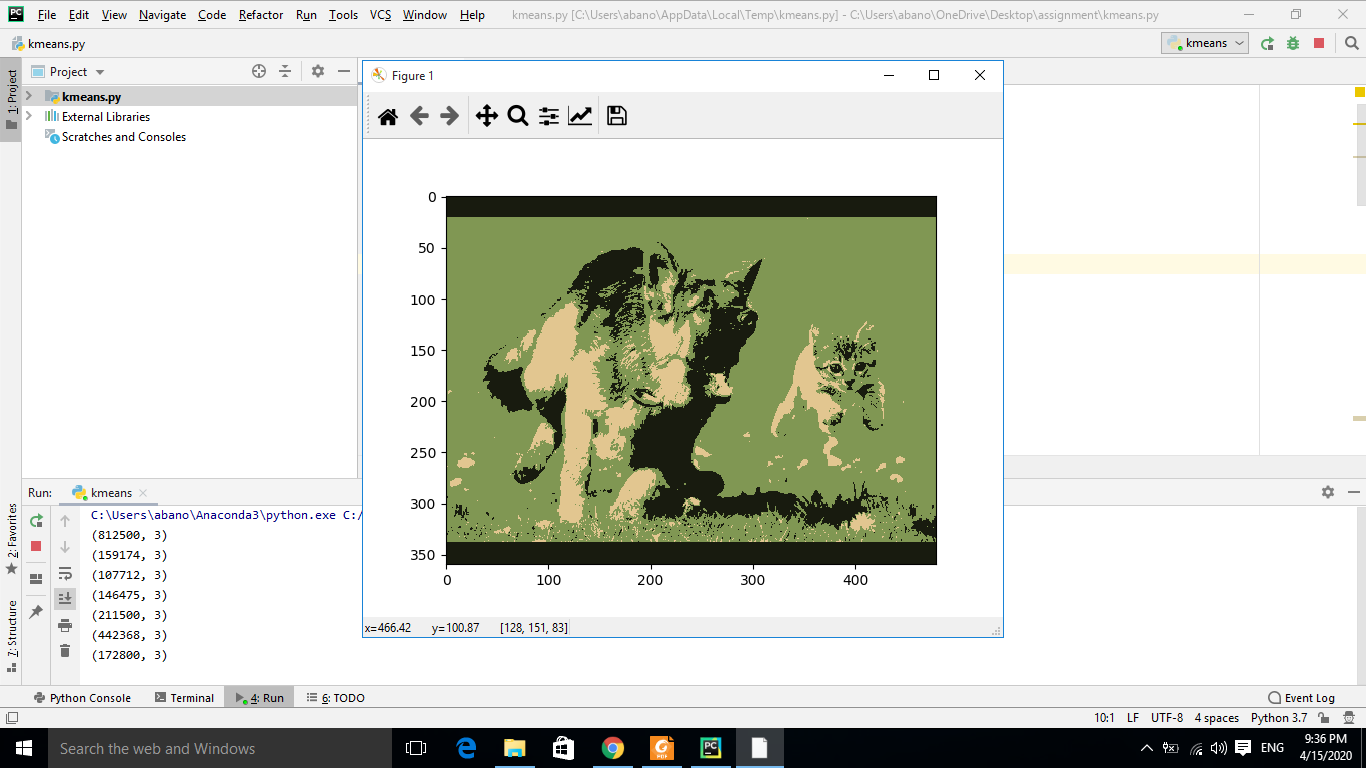 File Edit View Navigate Code Refactor Run Tools VCS Window Help kmeans.py [C:\Users\abano\AppData\Local\Temp\kmeans.py] - C:\Users\abano\OneDrive\Desktop\assignment\kmeans.py
kmeans.py
kmeans
1: Project
Project
kmeans.py
External Libraries
Scratches and Consoles
Figure 1
0
50
100
150
200
250
300
350
0 100 200 300 400
x=466.42 y=100.87 [128, 151, 83]
Run: kmeans
C:\Users\abano\Anaconda3\python.exe C:/
(812500, 3)
(159174, 3)
(107712, 3)
(146475, 3)
(211500, 3)
(442368, 3)
(172800, 3)
2: Favorites
7: Structure
Python Console Terminal 4: Run 6: TODO Event Log
10:1 LF UTF-8 4 spaces Python 3.7
Search the web and Windows
ENG
9:36 PM
4/15/2020